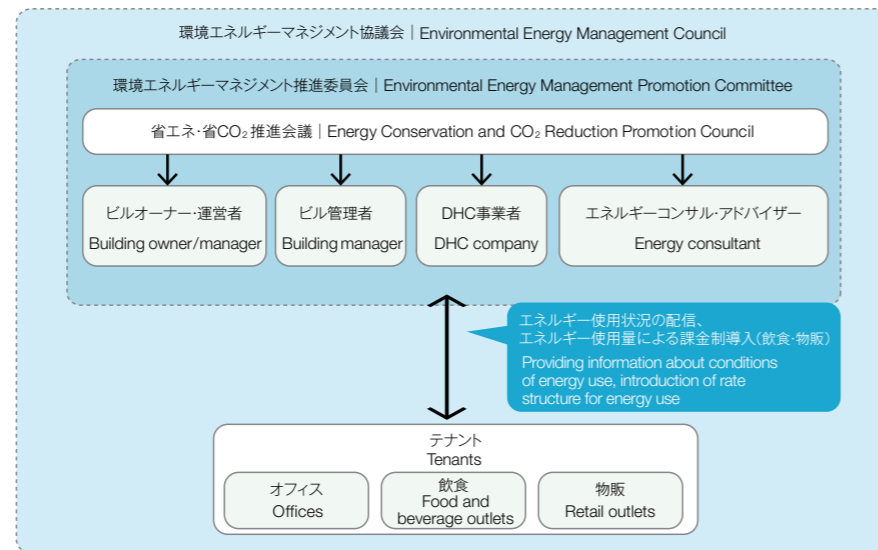 環境エネルギーマネジメント協議会｜Environmental Energy Management Council
環境エネルギーマネジメント推進委員会｜Environmental Energy Management Promotion Committee
省エネ・省CO₂推進会議｜Energy Conservation and CO₂ Reduction Promotion Council
ビルオーナー・運営者
Building owner/manager
ビル管理者
Building manager
DHC事業者
DHC company
エネルギーコンサル・アドバイザー
Energy consultant
エネルギー使用状況の配信、
エネルギー使用量による課金制導入（飲食・物販）
Providing information about conditions
of energy use, introduction of rate
structure for energy use
テナント
Tenants
オフィス
Offices
飲食
Food and
beverage outlets
物販
Retail outlets